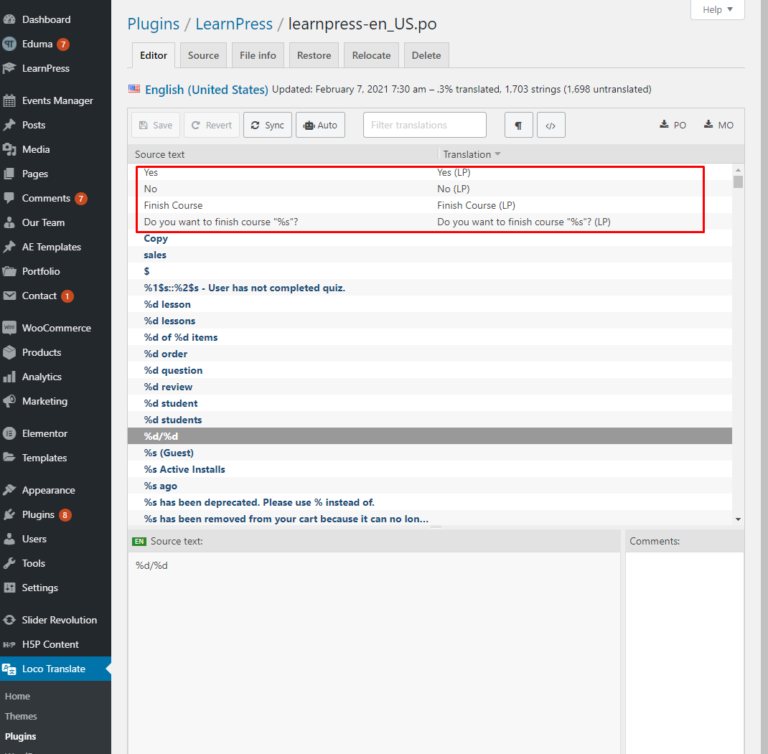 Help ▼
Dashboard
Eduma 7
LearnPress
Events Manager
Posts
Media
Pages
Comments 7
Our Team
AE Templates
Portfolio
Contact 1
WooCommerce
Products
Analytics
Marketing
Elementor
Templates
Appearance
Plugins 8
Users
Tools
Settings
Slider Revolution
H5P H5P Content
Loco Translate
Home
Themes
Plugins
Plugins / LearnPress / learnpress-en_US.po
Editor Source File info Restore Relocate Delete
English (United States) Updated: February 7, 2021 7:30 am – .3% translated, 1,703 strings (1,698 untranslated)
Save Revert Sync Auto Filter translations ¶ </> PO MO
Source text Translation
Yes Yes (LP)
No No (LP)
Finish Course Finish Course (LP)
Do you want to finish course "%s"? Do you want to finish course "%s"? (LP)
Copy
sales
$
%1$s::%2$s - User has not completed quiz.
%d lesson
%d lessons
%d of %d items
%d order
%d question
%d review
%d student
%d students
%d/%d
%s (Guest)
%s Active Installs
%s ago
%s has been deprecated. Please use % instead of.
%s has been removed from your cart because it can no lon...
EN Source text: Comments:
%d/%d